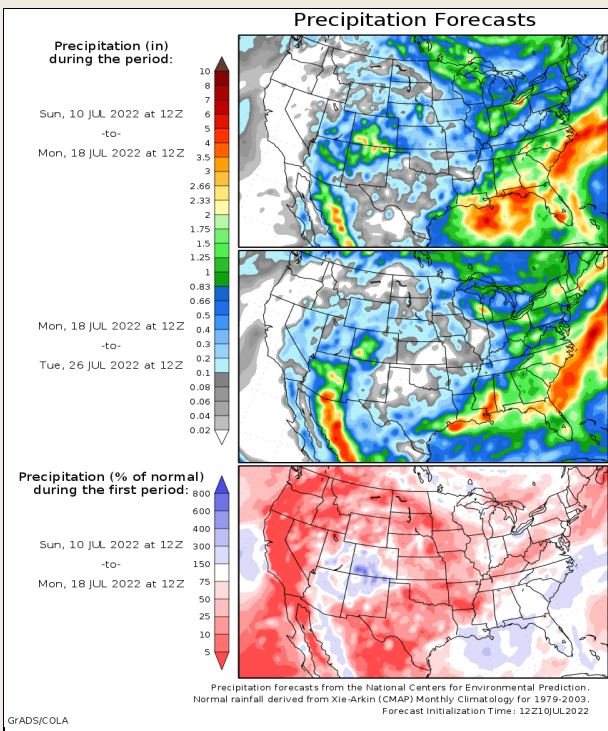 Precipitation Forecasts
Precipitation (in)
during the period:
Sun, 10 JUL 2022 at 12Z
-to-
Mon, 18 JUL 2022 at 12Z
10
8
7
6
5
4
3.5
3
2.66
2.33
2
1.75
1.5
1.25
1
0.83
0.66
0.5
0.4
0.3
0.2
0.1
0.08
0.06
0.04
0.02
Mon, 18 JUL 2022 at 12Z
-to-
Tue, 26 JUL 2022 at 12Z
Precipitation (% of normal)
during the first period:
Sun, 10 JUL 2022 at 12Z
-to-
Mon, 18 JUL 2022 at 12Z
800
600
400
300
150
75
50
25
10
5
Precipitation forecasts from the National Centers for Environmental Prediction.
Normal rainfall derived from Xie-Arkin (CMAP) Monthly Climatology for 1979-2003.
Forecast Initialization Time: 12Z10JUL2022
GrADS/COLA